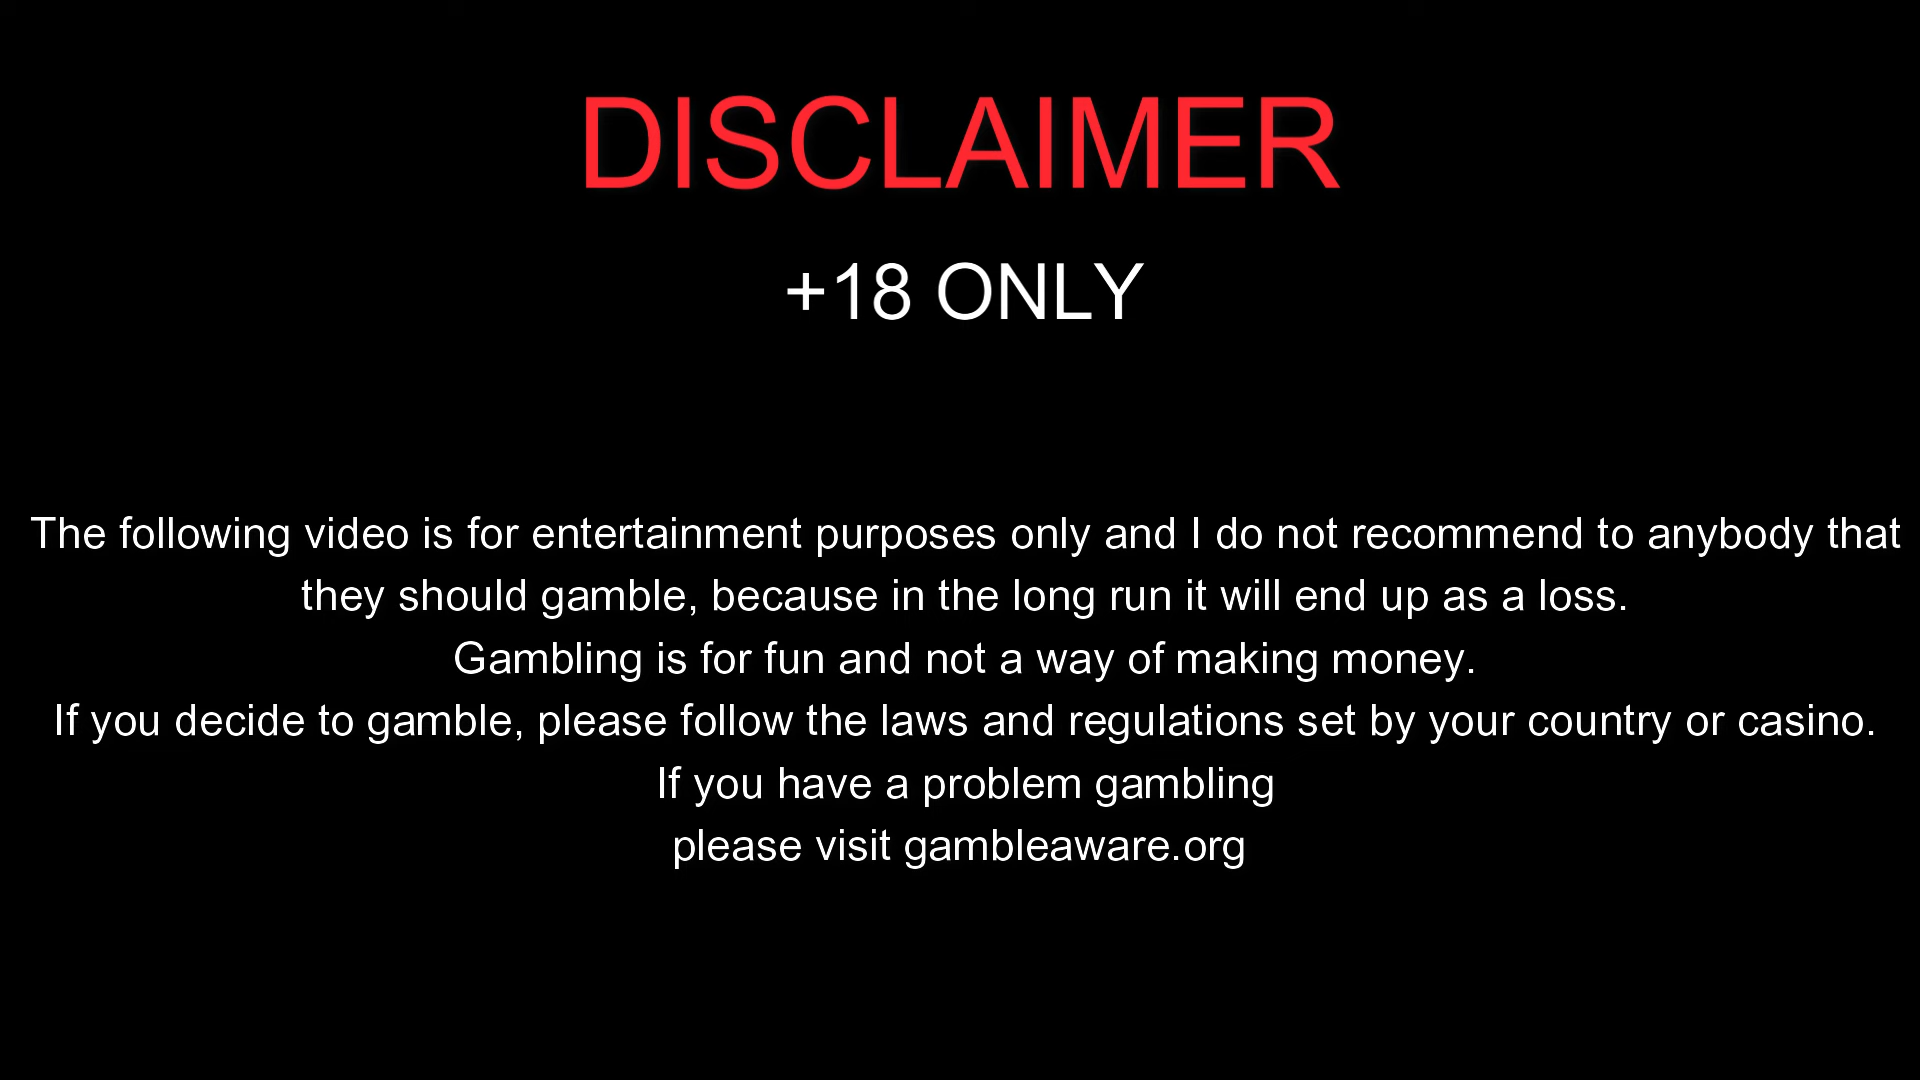 DISCLAIMER
+18 ONLY
The following video is for entertainment purposes only and I do not recommend to anybody that
they should gamble, because in the long run it will end up as a loss.
Gambling is for fun and not a way of making money.
If you decide to gamble, please follow the laws and regulations set by your country or casino.
If you have a problem gambling
please visit gambleaware.org